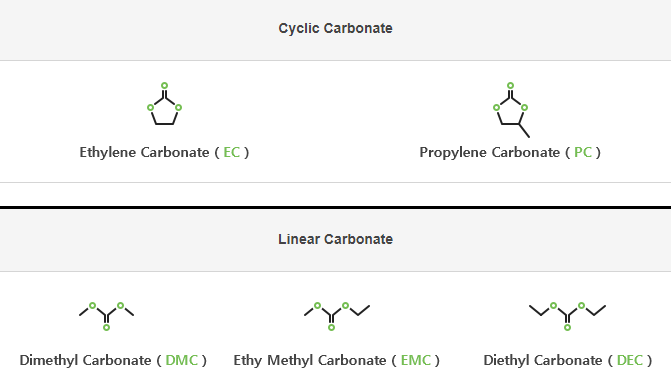 Cyclic Carbonate
Ethylene Carbonate ( EC )
Propylene Carbonate ( PC )
Linear Carbonate
Dimethyl Carbonate ( DMC )
Ethy Methyl Carbonate ( EMC )
Diethyl Carbonate ( DEC )